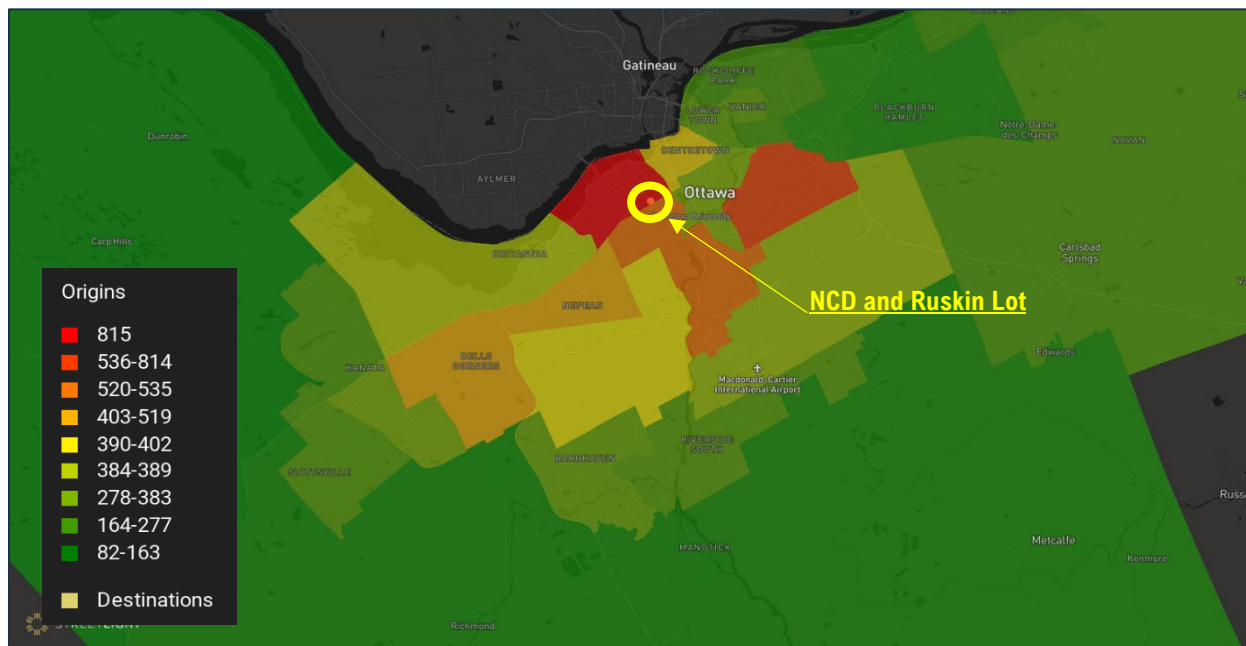 Gatineau
ROCKCLIFFE
PARK
LOWER
TOWN
VANIER
BLACKBURN
HAMLET
Notre-Dame-
des-Champs
NAVAN
Dunrobin
CENTRETOWN
AYLMER
Ottawa
University
Carp Hills
BRITANNIA
Carlsbad
Springs
Origins
815
536-814
520-535
403-519
390-402
384-389
278-383
164-277
82-163
Destinations
NCD and Ruskin Lot
NEPEAN
BELLS
CORNERS
KANATA
Edwards
Macdonald-Cartier
International Airport
RIVERSIDE
SOUTH
BARRHAVEN
STITTSVILLE
MANOTICK
Metcalfe
Kenmore
Richmond